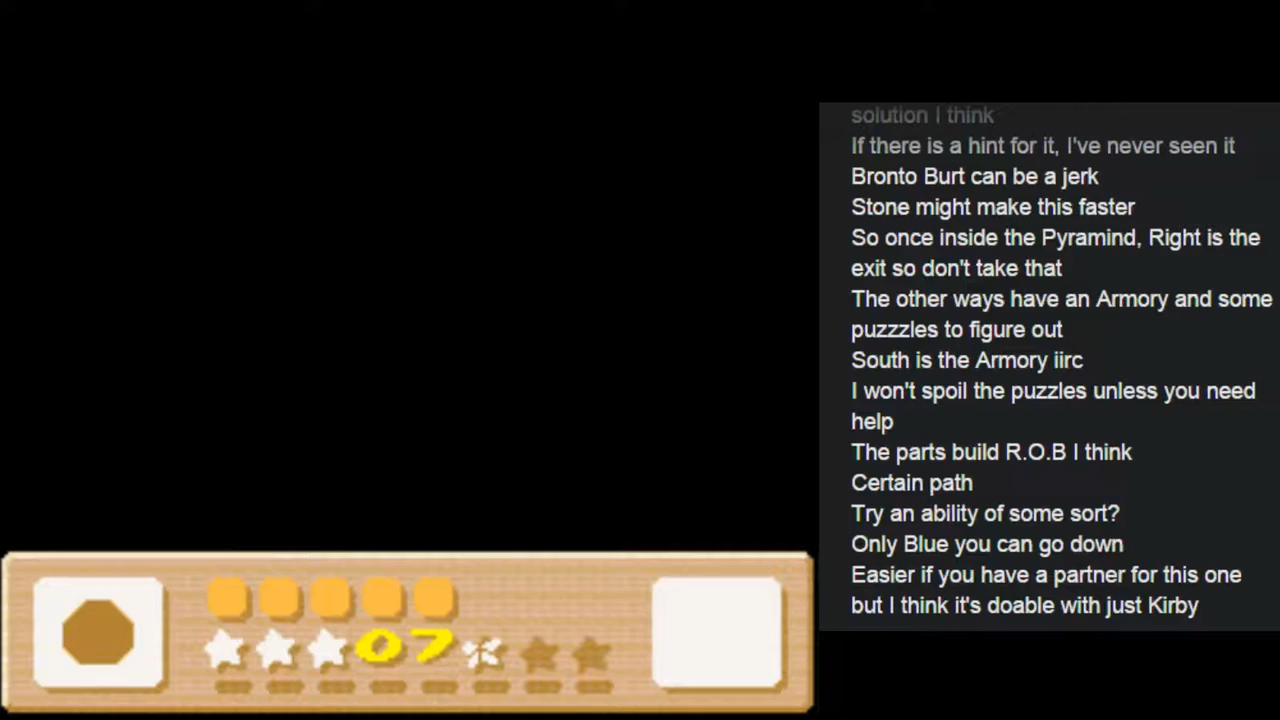 solution I think
If there is a hint for it, I've never seen it
Bronto Burt can be a jerk
Stone might make this faster
So once inside the Pyramind, Right is the
exit so don't take that
The other ways have an Armory and some
puzzzles to figure out
South is the Armory iirc
I won't spoil the puzzles unless you need
help
The parts build R.O.B I think
Certain path
Try an ability of some sort?
Only Blue you can go down
Easier if you have a partner for this one
but I think it's doable with just Kirby
07